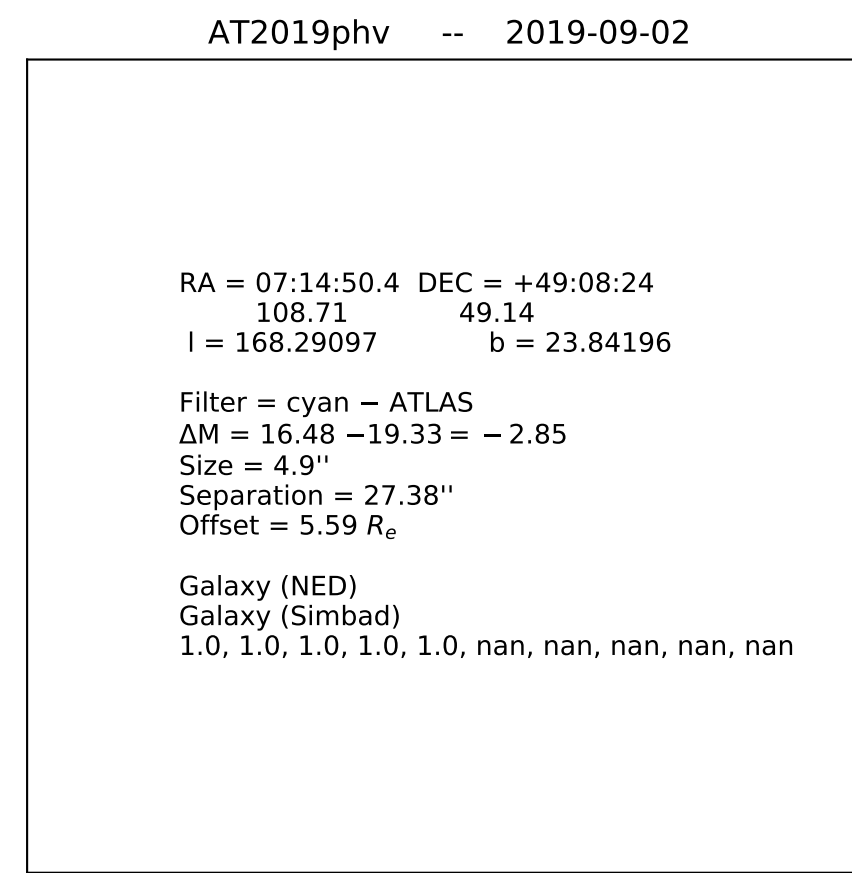 AT2019phv -- 2019-09-02
RA = 07:14:50.4 DEC = +49:08:24
108.71 49.14
l = 168.29097 b = 23.84196
Filter = cyan − ATLAS
ΔM = 16.48 −19.33 = − 2.85
Size = 4.9''
Separation = 27.38''
Offset = 5.59 Re
Galaxy (NED)
Galaxy (Simbad)
1.0, 1.0, 1.0, 1.0, 1.0, nan, nan, nan, nan, nan